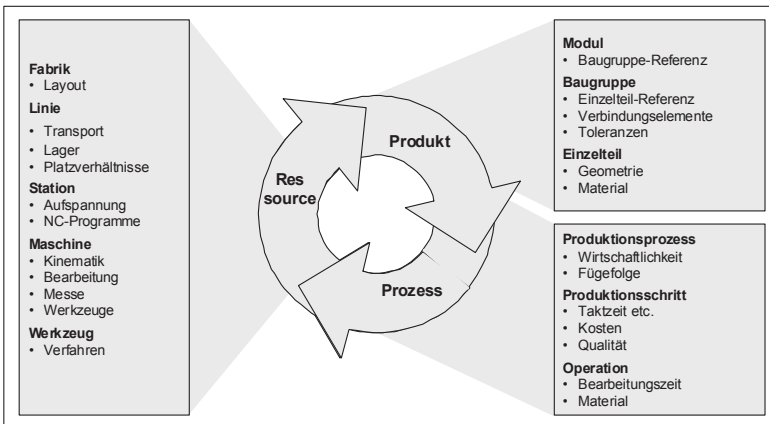 Fabrik
• Layout
Linie
• Transport
• Lager
• Platzverhältnisse
Station
• Aufspannung
• NC-Programme
Maschine
• Kinematik
• Bearbeitung
• Messe
• Werkzeuge
Werkzeug
• Verfahren
Res
source
Produkt
Prozess
Modul
• Baugruppe-Referenz
Baugruppe
• Einzelteil-Referenz
• Verbindungselemente
• Toleranzen
Einzelteil
• Geometrie
• Material
Produktionsprozess
• Wirtschaftlichkeit
• Fügefolge
Produktionsschritt
• Taktzeit etc.
• Kosten
• Qualität
Operation
• Bearbeitungszeit
• Material